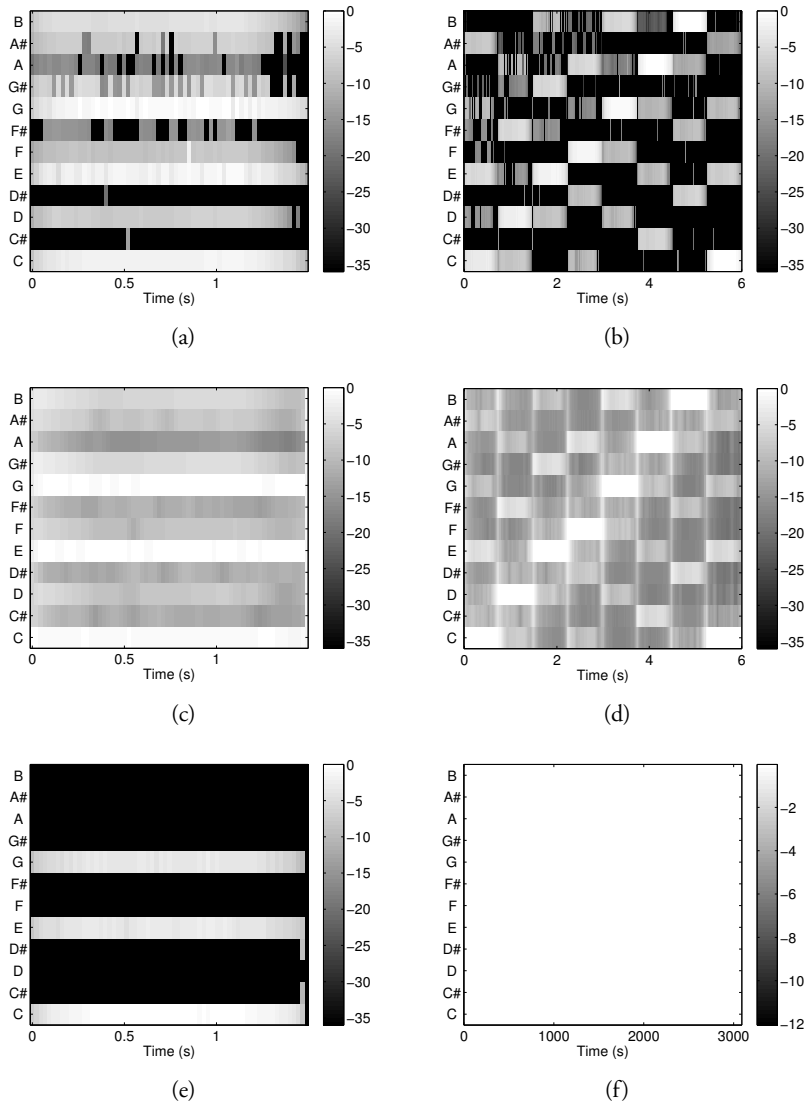 B
A#
A
G#
G
F#
F
E
D#
D
C#
C
0
0.5
1
Time (s)
0
−5
−10
−15
−20
−25
−30
−35
(a)
B
A#
A
G#
G
F#
F
E
D#
D
C#
C
0
2
4
6
Time (s)
0
−5
−10
−15
−20
−25
−30
−35
(b)
B
A#
A
G#
G
F#
F
E
D#
D
C#
C
0
0.5
1
Time (s)
0
−5
−10
−15
−20
−25
−30
−35
(c)
B
A#
A
G#
G
F#
F
E
D#
D
C#
C
0
2
4
6
Time (s)
0
−5
−10
−15
−20
−25
−30
−35
(d)
B
A#
A
G#
G
F#
F
E
D#
D
C#
C
0
0.5
1
Time (s)
0
−5
−10
−15
−20
−25
−30
−35
(e)
B
A#
A
G#
G
F#
F
E
D#
D
C#
C
0
1000
2000
3000
Time (s)
−2
−4
−6
−8
−10
−12
(f)